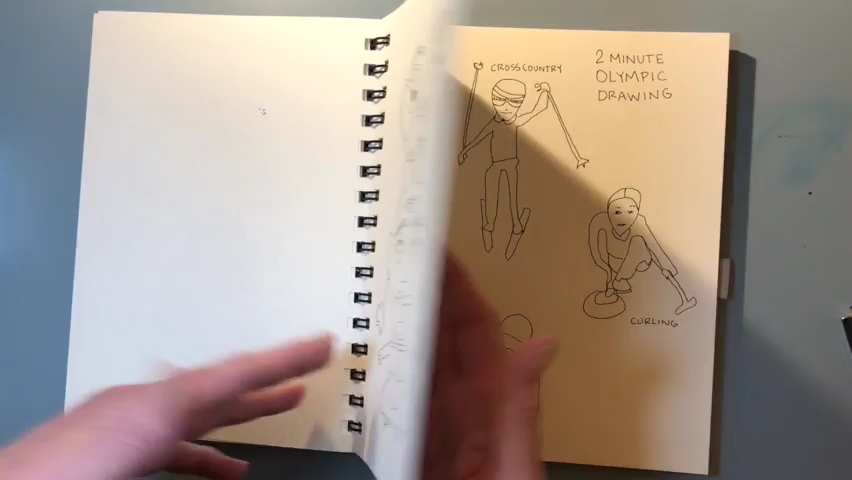 CROSS COUNTRY
2 MINUTE
OLYMPIC
DRAWING
CURLING